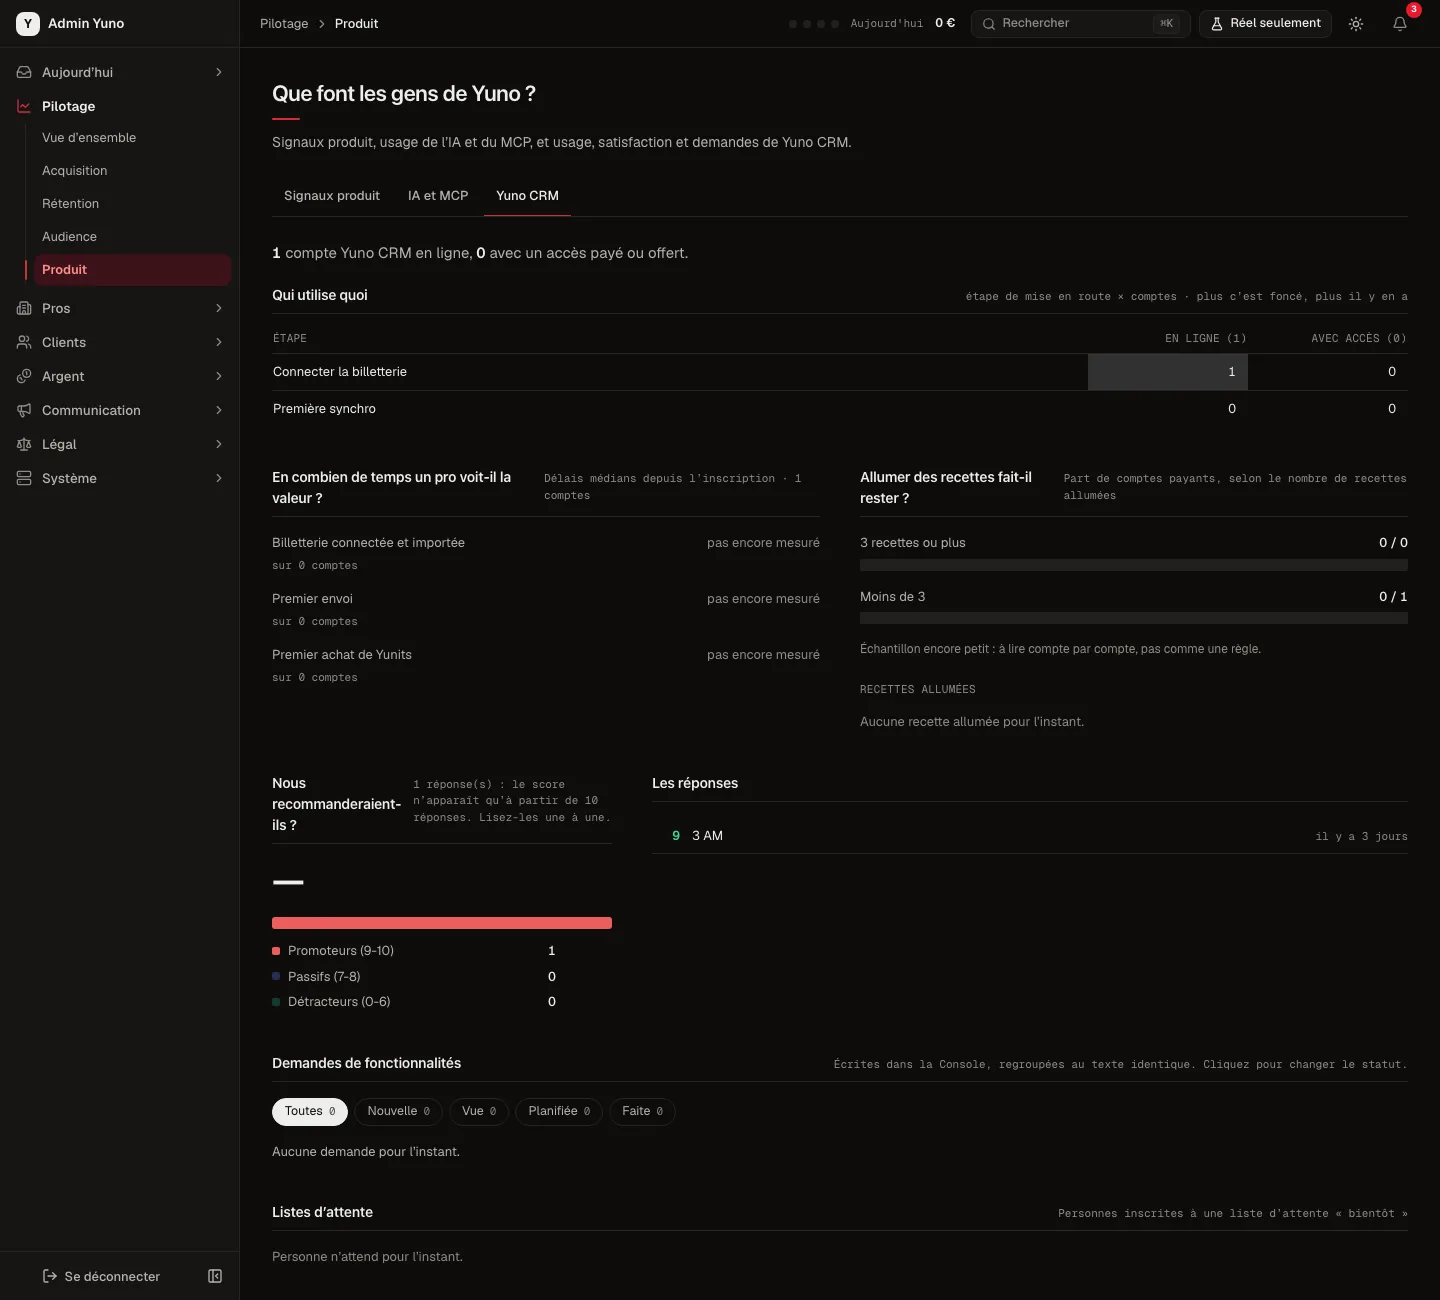 Y Admin Yuno
Pilotage > Produit
Aujourd'hui 0 €
Rechercher ⌘K
Réel seulement
3
Aujourd'hui
Pilotage
Vue d'ensemble
Acquisition
Rétention
Audience
Produit
Pros
Clients
Argent
Communication
Légal
Système
Se déconnecter
Que font les gens de Yuno ?
Signaux produit, usage de l'IA et du MCP, et usage, satisfaction et demandes de Yuno CRM.
Signaux produit IA et MCP Yuno CRM
1 compte Yuno CRM en ligne, 0 avec un accès payé ou offert.
Qui utilise quoi
étape de mise en route × comptes · plus c'est foncé, plus il y en a
ÉTAPE EN LIGNE (1) AVEC ACCÈS (0)
Connecter la billetterie 1 0
Première synchro 0 0
En combien de temps un pro voit-il la
valeur ?
Délais médians depuis l'inscription · 1
comptes
Billetterie connectée et importée pas encore mesuré
sur 0 comptes
Premier envoi pas encore mesuré
sur 0 comptes
Premier achat de Yunits pas encore mesuré
sur 0 comptes
Allumer des recettes fait-il
rester ?
Part de comptes payants, selon le nombre de recettes
allumées
3 recettes ou plus 0 / 0
Moins de 3 0 / 1
Échantillon encore petit : à lire compte par compte, pas comme une règle.
RECETTES ALLUMÉES
Aucune recette allumée pour l'instant.
Nous
recommanderaient-
ils ?
1 réponse(s) : le score
n'apparaît qu'à partir de 10
réponses. Lisez-les une à une.
—
Promoteurs (9-10) 1
Passifs (7-8) 0
Détracteurs (0-6) 0
Les réponses
9 3 AM il y a 3 jours
Demandes de fonctionnalités
Écrites dans la Console, regroupées au texte identique. Cliquez pour changer le statut.
Toutes 0 Nouvelle 0 Vue 0 Planifiée 0 Faite 0
Aucune demande pour l'instant.
Listes d'attente
Personnes inscrites à une liste d'attente « bientôt »
Personne n'attend pour l'instant.